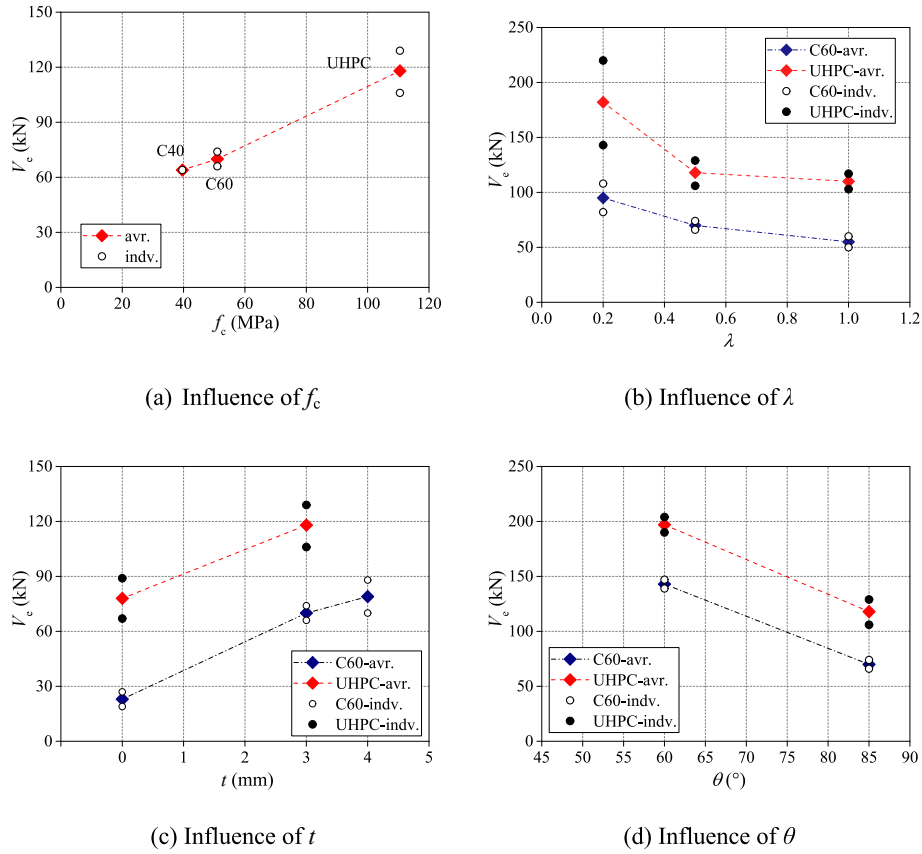 150
120
90
60
30
0
V_e (kN)
UHPC
C40
C60
avr.
indv.
0 20 40 60 80 100 120
f_c (MPa)
(a) Influence of f_c
250
200
150
100
50
0
V_e (kN)
C60-avr.
UHPC-avr.
C60-indv.
UHPC-indv.
0.0 0.2 0.4 0.6 0.8 1.0 1.2
λ
(b) Influence of λ
150
120
90
60
30
0
V_e (kN)
C60-avr.
UHPC-avr.
C60-indv.
UHPC-indv.
0 1 2 3 4 5
t (mm)
(c) Influence of t
250
200
150
100
50
0
V_e (kN)
C60-avr.
UHPC-avr.
C60-indv.
UHPC-indv.
45 50 55 60 65 70 75 80 85 90
θ (°)
(d) Influence of θ